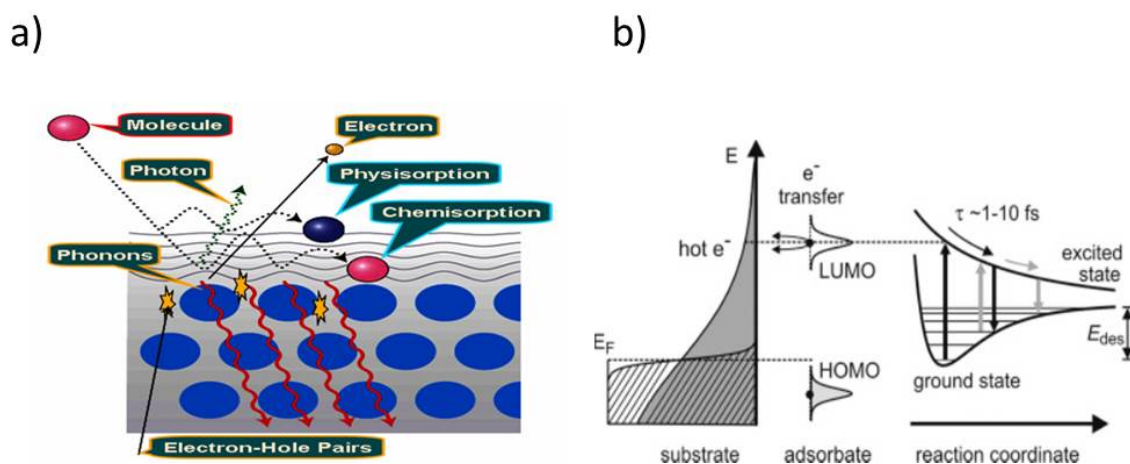 a)
Molecule
Electron
Photon
Physisorption
Chemisorption
Phonons
Electron-Hole Pairs
b)
E
e⁻
transfer
τ ~1-10 fs
hot e⁻
LUMO
excited
state
E_F
HOMO
E_des
ground state
substrate
adsorbate
reaction coordinate